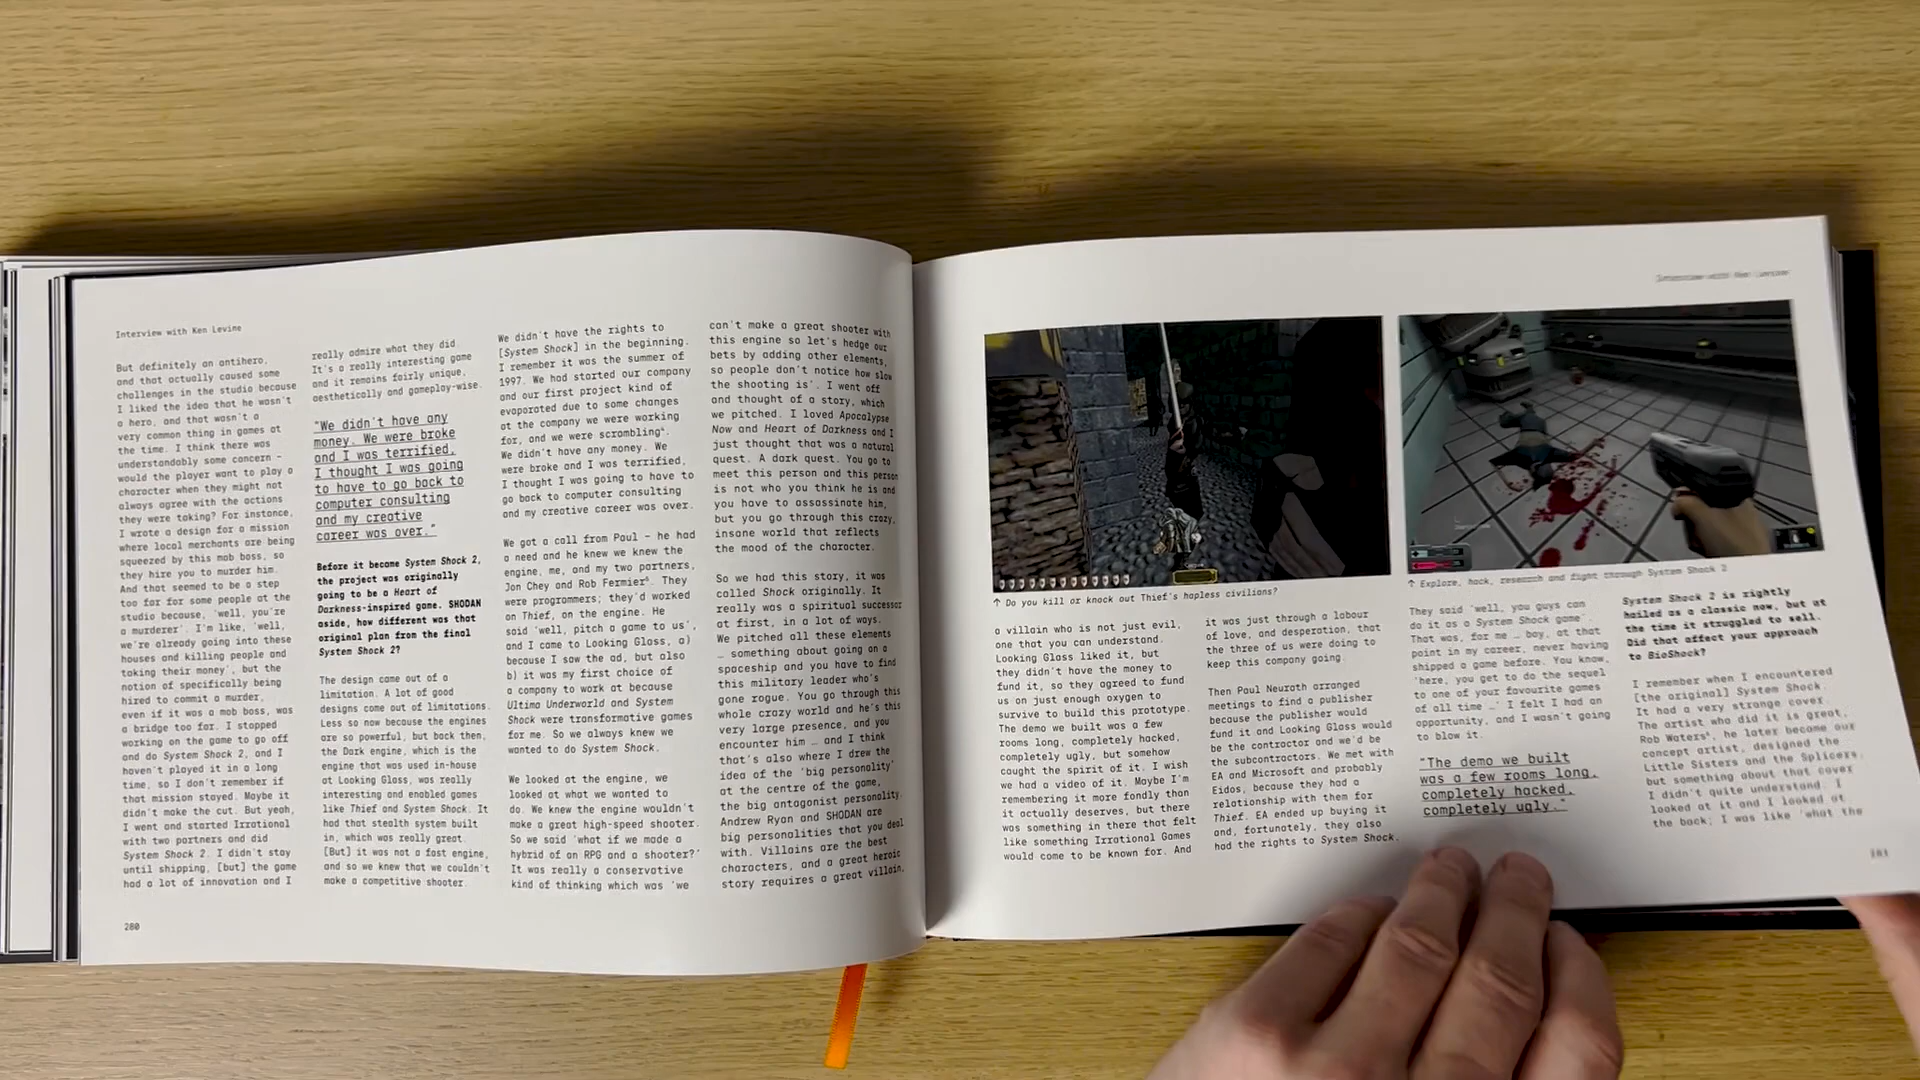 Interview with Ken Levine
But definitely an antihero,
and that actually caused some
challenges in the studio because
I liked the idea that he wasn't
a hero, and that wasn't a
very common thing in games at
the time. I think there was
understandably some concern –
would the player want to play a
character when they might not
always agree with the actions
they were taking? For instance,
I wrote a design for a mission
where local merchants are being
squeezed by this mob boss, so
they hire you to murder him.
And that seemed to be a step
too far for some people at the
studio because, 'well, you're
a murderer'. I'm like, 'well,
we're already going into these
houses and killing people and
taking their money', but the
notion of specifically being
hired to commit a murder,
even if it was a mob boss, was
a bridge too far. I stopped
working on the game to go off
and do System Shock 2, and I
haven't played it in a long
time, so I don't remember if
that mission stayed. Maybe it
didn't make the cut. But yeah,
I went and started Irrational
with two partners and did
System Shock 2. I didn't stay
until shipping, [but] the game
had a lot of innovation and I
really admire what they did.
It's a really interesting game
and it remains fairly unique,
aesthetically and gameplay-wise.
"We didn't have any
money. We were broke
and I was terrified.
I thought I was going
to have to go back to
computer consulting
and my creative
career was over."
Before it became System Shock 2,
the project was originally
going to be a Heart of
Darkness-inspired game. SHODAN
aside, how different was that
original plan from the final
System Shock 2?
The design came out of a
limitation. A lot of good
designs come out of limitations.
Less so now because the engines
are so powerful, but back then,
the Dark engine, which is the
engine that was used in-house
at Looking Glass, was really
interesting and enabled games
like Thief and System Shock. It
had that stealth system built
in, which was really great.
[But] it was not a fast engine,
and so we knew that we couldn't
make a competitive shooter.
We didn't have the rights to
[System Shock] in the beginning.
I remember it was the summer of
1997. We had started our company
and our first project kind of
evaporated due to some changes
at the company we were working
for, and we were scrambling.
We didn't have any money. We
were broke and I was terrified,
I thought I was going to have to
go back to computer consulting
and my creative career was over.
We got a call from Paul – he had
a need and he knew we knew the
engine, me, and my two partners,
Jon Chey and Rob Fermier. They
were programmers; they'd worked
on Thief, on the engine. He
said 'well, pitch a game to us',
and I came to Looking Glass, a)
because I saw the ad, but also
b) it was my first choice of
a company to work at because
Ultima Underworld and System
Shock were transformative games
for me. So we always knew we
wanted to do System Shock.
We looked at the engine, we
looked at what we wanted to
do. We knew the engine wouldn't
make a great high-speed shooter.
So we said 'what if we made a
hybrid of an RPG and a shooter?'
It was really a conservative
kind of thinking which was 'we
can't make a great shooter with
this engine so let's hedge our
bets by adding other elements,
so people don't notice how slow
the shooting is'. I went off
and thought of a story, which
we pitched. I loved Apocalypse
Now and Heart of Darkness and I
just thought that was a natural
quest. A dark quest. You go to
meet this person and this person
is not who you think he is and
you have to assassinate him,
but you go through this crazy,
insane world that reflects
the mood of the character.
So we had this story, it was
called Shock originally. It
really was a spiritual successor
at first, in a lot of ways.
We pitched all these elements
… something about going on a
spaceship and you have to find
this military leader who's
gone rogue. You go through this
whole crazy world and he's this
very large presence, and you
encounter him … and I think
that's also where I drew the
idea of the 'big personality'
at the centre of the game,
the big antagonist personality.
Andrew Ryan and SHODAN are
big personalities that you deal
with. Villains are the best
characters, and a great heroic
story requires a great villain,
280
Interview with Ken Levine
↑ Do you kill or knock out Thief's hapless civilians?
↑ Explore, hack, research and fight through System Shock 2
a villain who is not just evil,
one that you can understand.
Looking Glass liked it, but
they didn't have the money to
fund it, so they agreed to fund
us on just enough oxygen to
survive to build this prototype.
The demo we built was a few
rooms long, completely hacked,
completely ugly, but somehow
caught the spirit of it. I wish
we had a video of it. Maybe I'm
remembering it more fondly than
it actually deserves, but there
was something in there that felt
like something Irrational Games
would come to be known for. And
it was just through a labour
of love, and desperation, that
the three of us were doing to
keep this company going.
Then Paul Neurath arranged
meetings to find a publisher
because the publisher would
fund it and Looking Glass would
be the contractor and we'd be
the subcontractors. We met with
EA and Microsoft and probably
Eidos, because they had a
relationship with them for
Thief. EA ended up buying it
and, fortunately, they also
had the rights to System Shock.
They said 'well, you guys can
do it as a System Shock game'.
That was, for me … boy, at that
point in my career, never having
shipped a game before. You know,
'here, you get to do the sequel
to one of your favourite games
of all time …' I felt I had an
opportunity, and I wasn't going
to blow it.
"The demo we built
was a few rooms long,
completely hacked,
completely ugly."
System Shock 2 is rightly
hailed as a classic now, but at
the time it struggled to sell.
Did that affect your approach
to BioShock?
I remember when I encountered
[the original] System Shock.
It had a very strange cover.
The artist who did it is great,
Rob Waters, he later became our
concept artist, designed the
Little Sisters and the Splicers,
but something about that cover
I didn't quite understand. I
looked at it and I looked at
the back; I was like 'what the